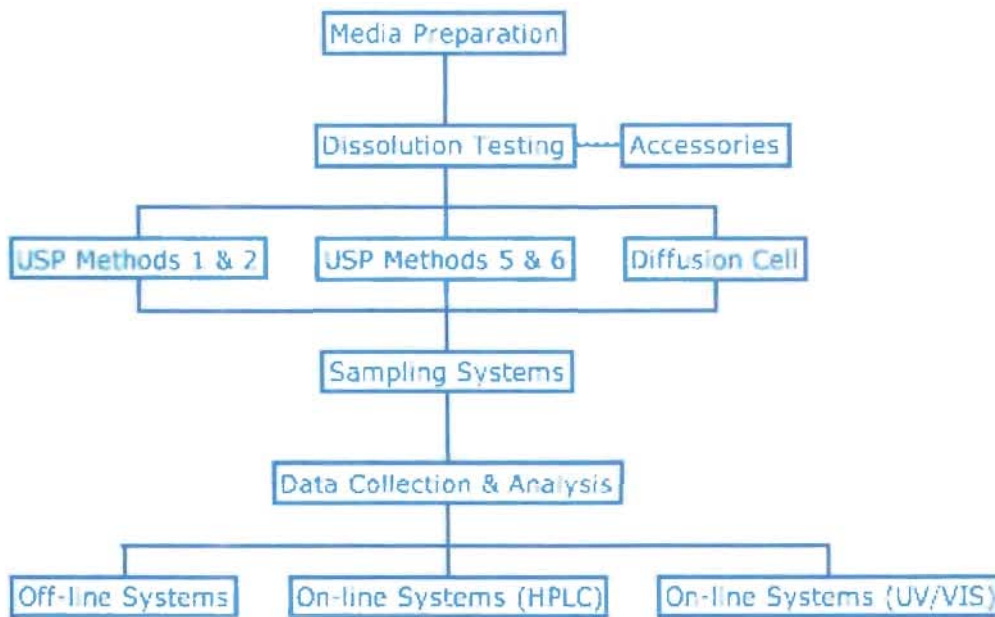 Media Preparation
Dissolution Testing
Accessories
USP Methods 1 & 2
USP Methods 5 & 6
Diffusion Cell
Sampling Systems
Data Collection & Analysis
Off-line Systems
On-line Systems (HPLC)
On-line Systems (UV/VIS)